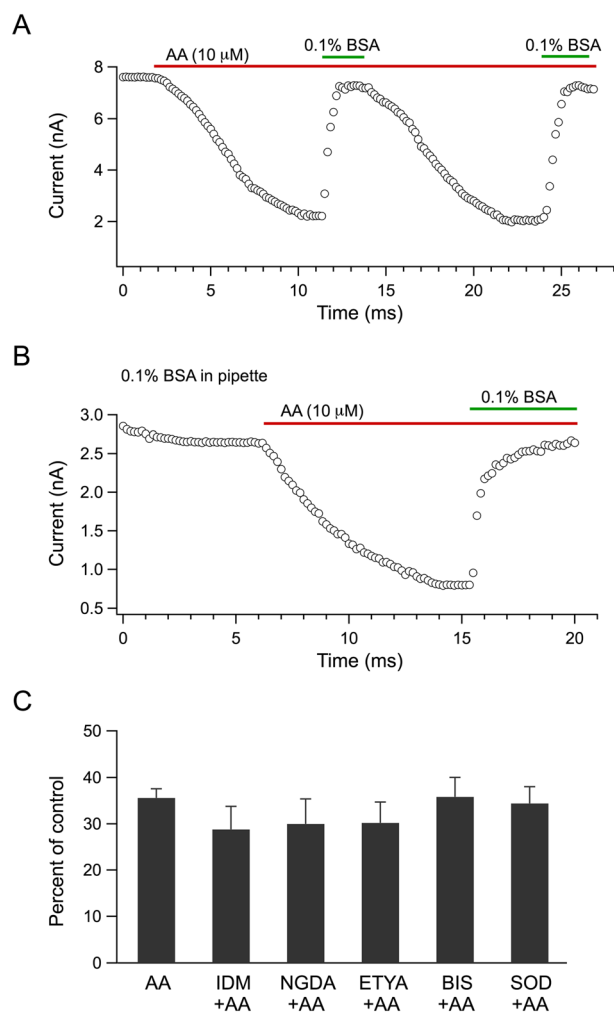 A
0.1% BSA
0.1% BSA
AA (10 μM)
8
6
4
2
Current (nA)
0
5
10
15
20
25
Time (ms)
B
0.1% BSA in pipette
0.1% BSA
AA (10 μM)
3.0
2.5
2.0
1.5
1.0
0.5
Current (nA)
0
5
10
15
20
Time (ms)
C
50
40
30
20
10
0
Percent of control
AA
IDM
+AA
NGDA
+AA
ETYA
+AA
BIS
+AA
SOD
+AA